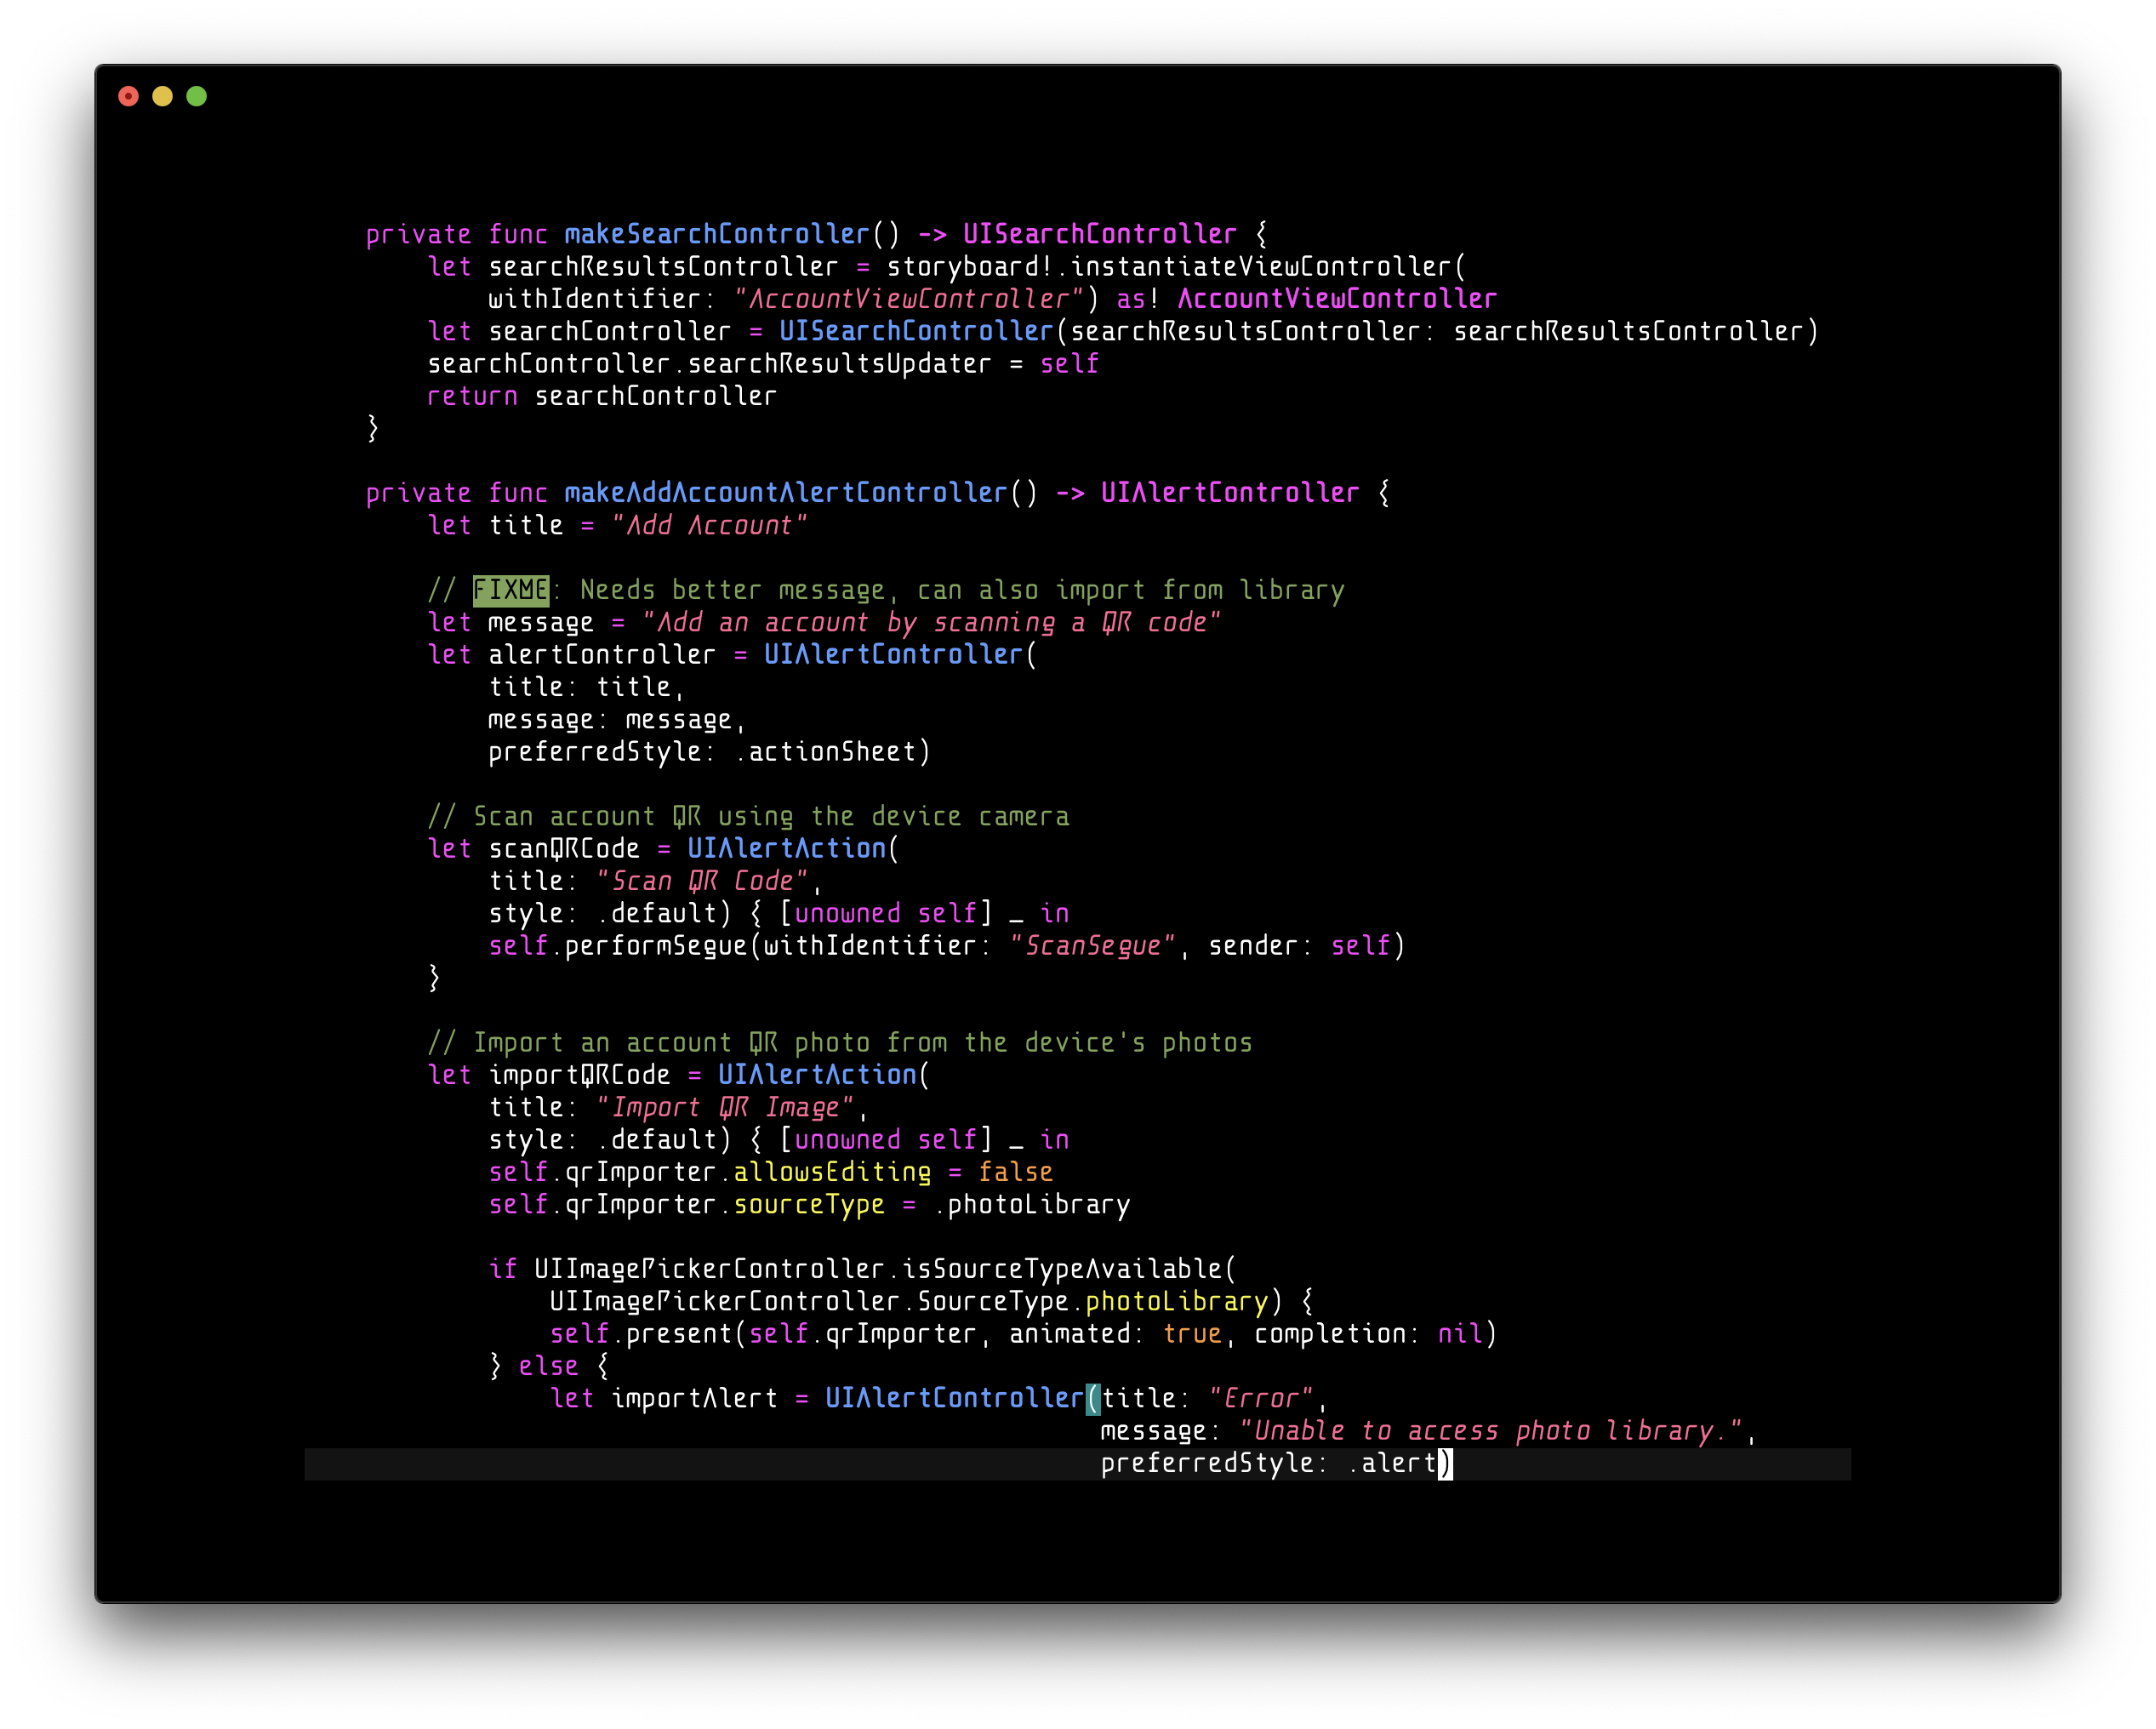 private func makeSearchController() -> UISearchController {
    let searchResultsController = storyboard!.instantiateViewController(
        withIdentifier: "AccountViewController") as! AccountViewController
    let searchController = UISearchController(searchResultsController: searchResultsController)
    searchController.searchResultsUpdater = self
    return searchController
}

private func makeAddAccountAlertController() -> UIAlertController {
    let title = "Add Account"

    // FIXME: Needs better message, can also import from library
    let message = "Add an account by scanning a QR code"
    let alertController = UIAlertController(
        title: title,
        message: message,
        preferredStyle: .actionSheet)

    // Scan account QR using the device camera
    let scanQRCode = UIAlertAction(
        title: "Scan QR Code",
        style: .default) { [unowned self] _ in
        self.performSegue(withIdentifier: "ScanSegue", sender: self)
    }

    // Import an account QR photo from the device's photos
    let importQRCode = UIAlertAction(
        title: "Import QR Image",
        style: .default) { [unowned self] _ in
        self.qrImporter.allowsEditing = false
        self.qrImporter.sourceType = .photoLibrary

        if UIImagePickerController.isSourceTypeAvailable(
            UIImagePickerController.SourceType.photoLibrary) {
            self.present(self.qrImporter, animated: true, completion: nil)
        } else {
            let importAlert = UIAlertController(title: "Error",
                                                message: "Unable to access photo library.",
                                                preferredStyle: .alert)